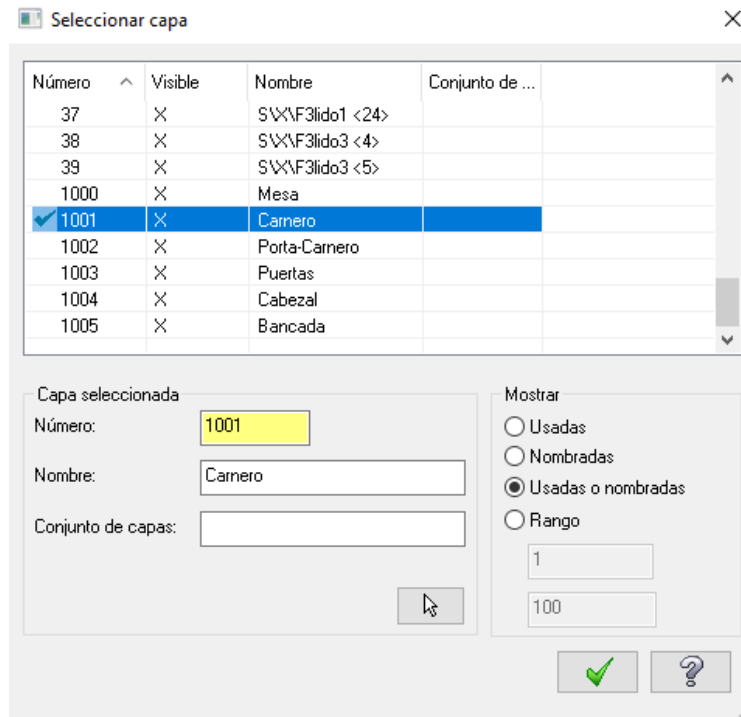 Seleccionar capa
Número Visible Nombre Conjunto de ...
37 X S\X\F3lido1 <24>
38 X S\X\F3lido3 <4>
39 X S\X\F3lido3 <5>
1000 X Mesa
1001 X Carnero
1002 X Porta-Carnero
1003 X Puertas
1004 X Cabezal
1005 X Bancada
Capa seleccionada
Número: 1001
Nombre: Carnero
Conjunto de capas:
Mostrar
Usadas
Nombradas
Usadas o nombradas
Rango
1
100